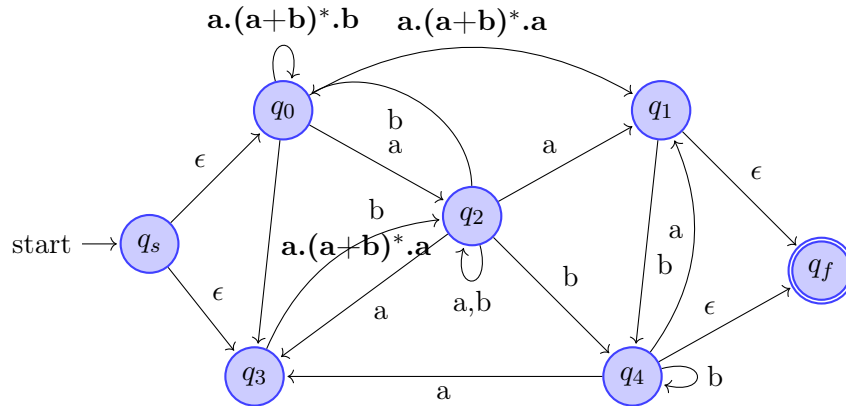 a.(a+b)*.b
a.(a+b)*.a
q0
q1
b
a
a
ϵ
ϵ
b
q2
start
qs
a.(a+b)*.a
a
b
qf
b
ϵ
a
a,b
ϵ
q3
q4
b
a